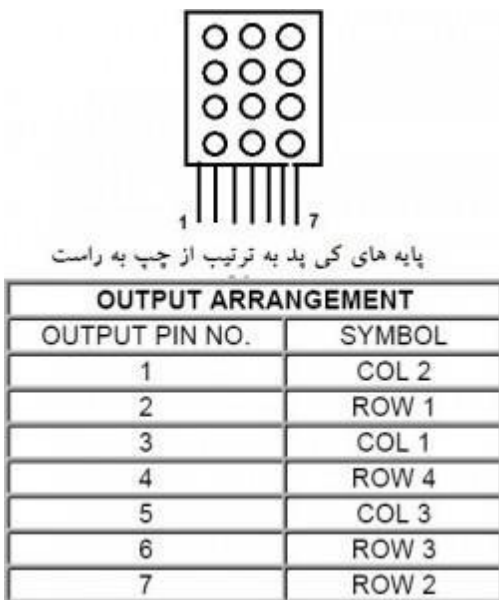 1 7
پایه های کی پد به ترتیب از چپ به راست
OUTPUT ARRANGEMENT
OUTPUT PIN NO. SYMBOL
1 COL 2
2 ROW 1
3 COL 1
4 ROW 4
5 COL 3
6 ROW 3
7 ROW 2